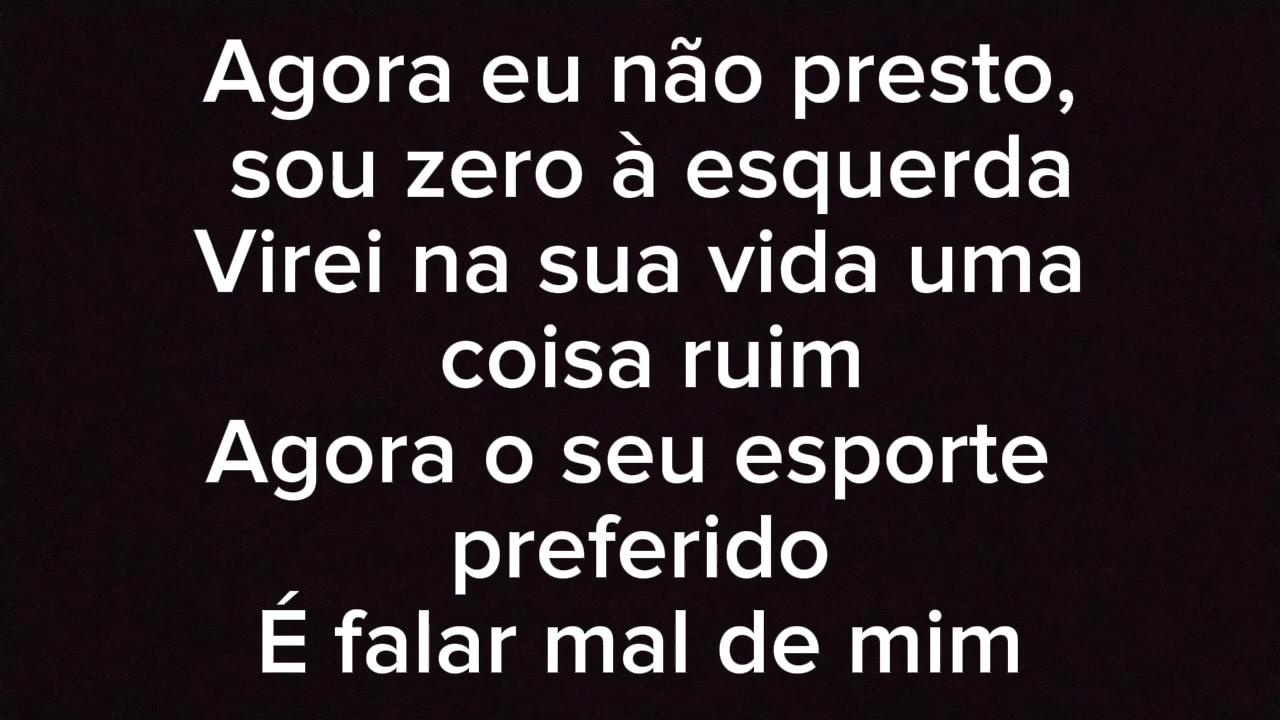 Agora eu não presto,
sou zero à esquerda
Virei na sua vida uma
coisa ruim
Agora o seu esporte
preferido
É falar mal de mim